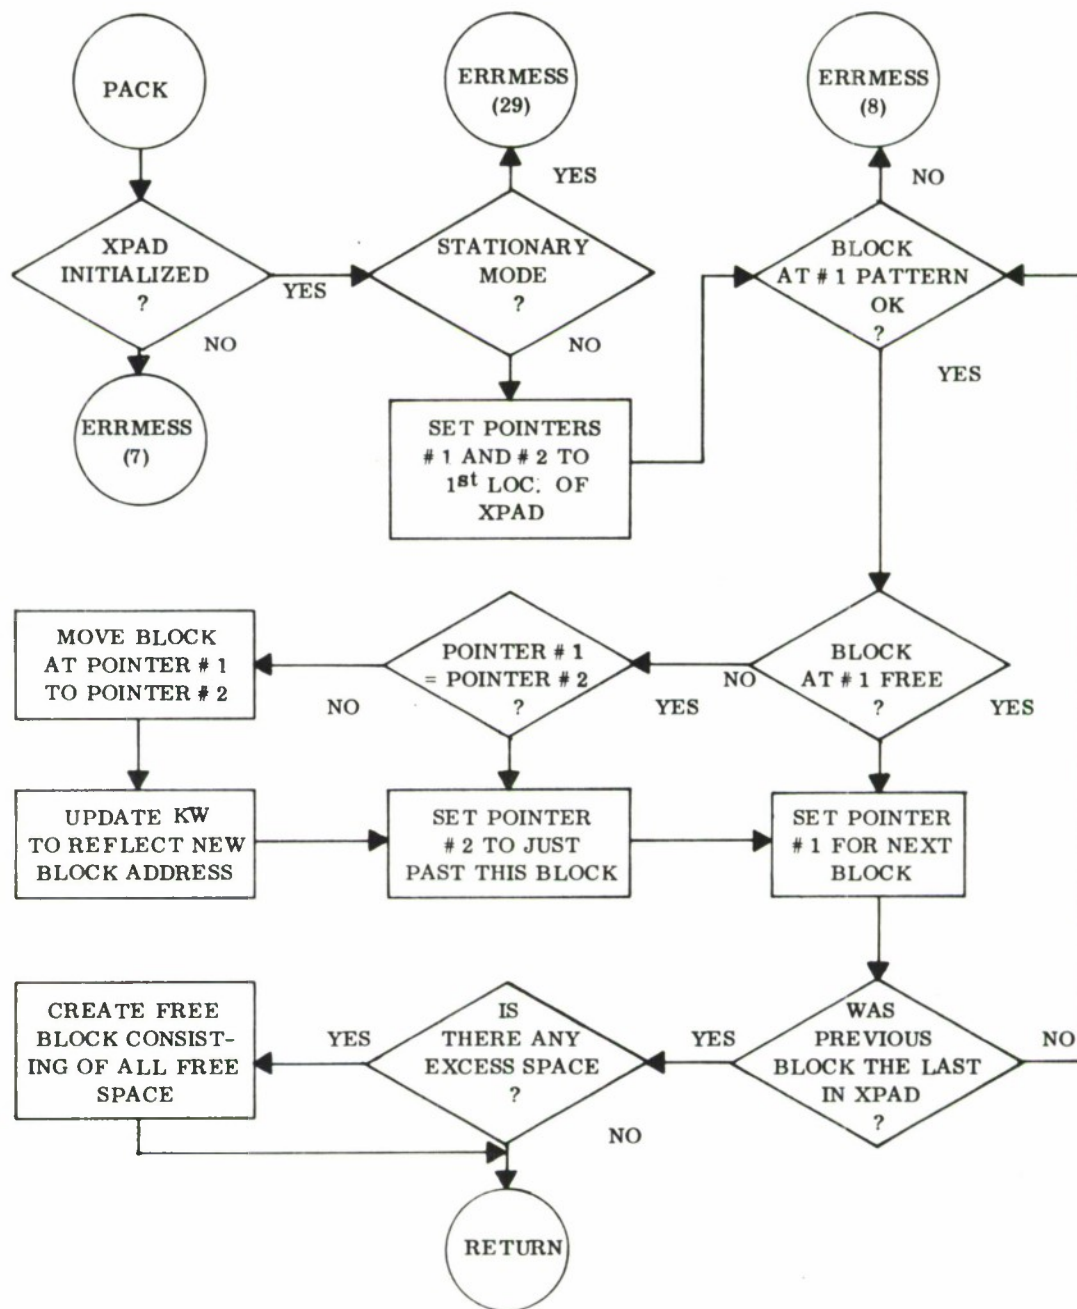 PACK
ERRMESS
(29)
ERRMESS
(8)
YES
NO
XPAD
INITIALIZED
?
YES
NO
STATIONARY
MODE
?
NO
BLOCK
AT # 1 PATTERN
OK
?
YES
ERRMESS
(7)
SET POINTERS
# 1 AND # 2 TO
1st LOC. OF
XPAD
MOVE BLOCK
AT POINTER # 1
TO POINTER # 2
NO
POINTER # 1
= POINTER # 2
?
YES
NO
BLOCK
AT # 1 FREE
?
YES
UPDATE KW
TO REFLECT NEW
BLOCK ADDRESS
SET POINTER
# 2 TO JUST
PAST THIS BLOCK
SET POINTER
# 1 FOR NEXT
BLOCK
CREATE FREE
BLOCK CONSIST-
ING OF ALL FREE
SPACE
YES
IS
THERE ANY
EXCESS SPACE
?
NO
YES
WAS
PREVIOUS
BLOCK THE LAST
IN XPAD
?
NO
RETURN